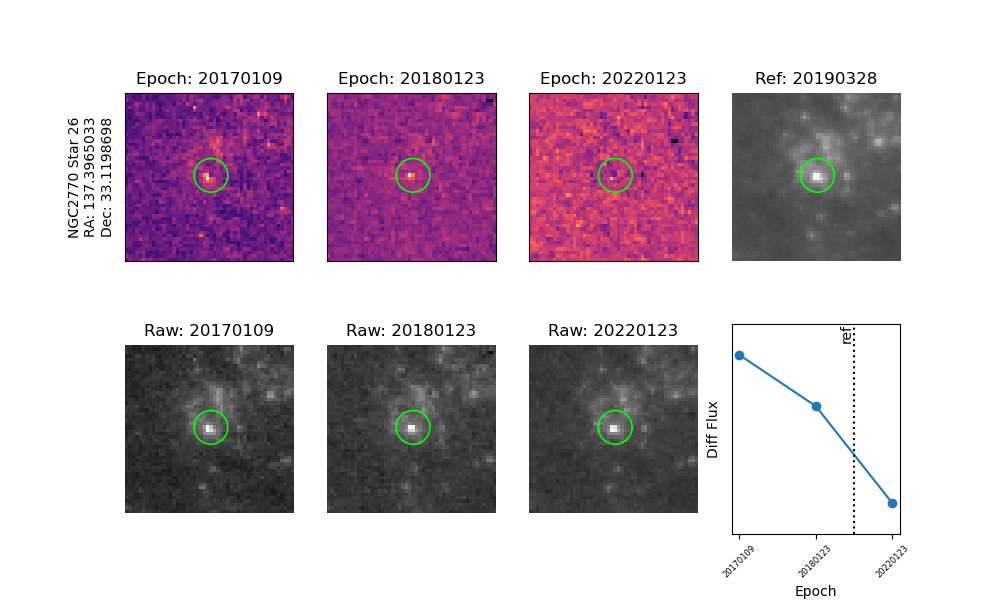 NGC2770 Star 26
RA: 137.3965033
Dec: 33.1198698
Epoch: 20170109
Epoch: 20180123
Epoch: 20220123
Ref: 20190328
Raw: 20170109
Raw: 20180123
Raw: 20220123
ref
Diff Flux
20170109
20180123
20220123
Epoch